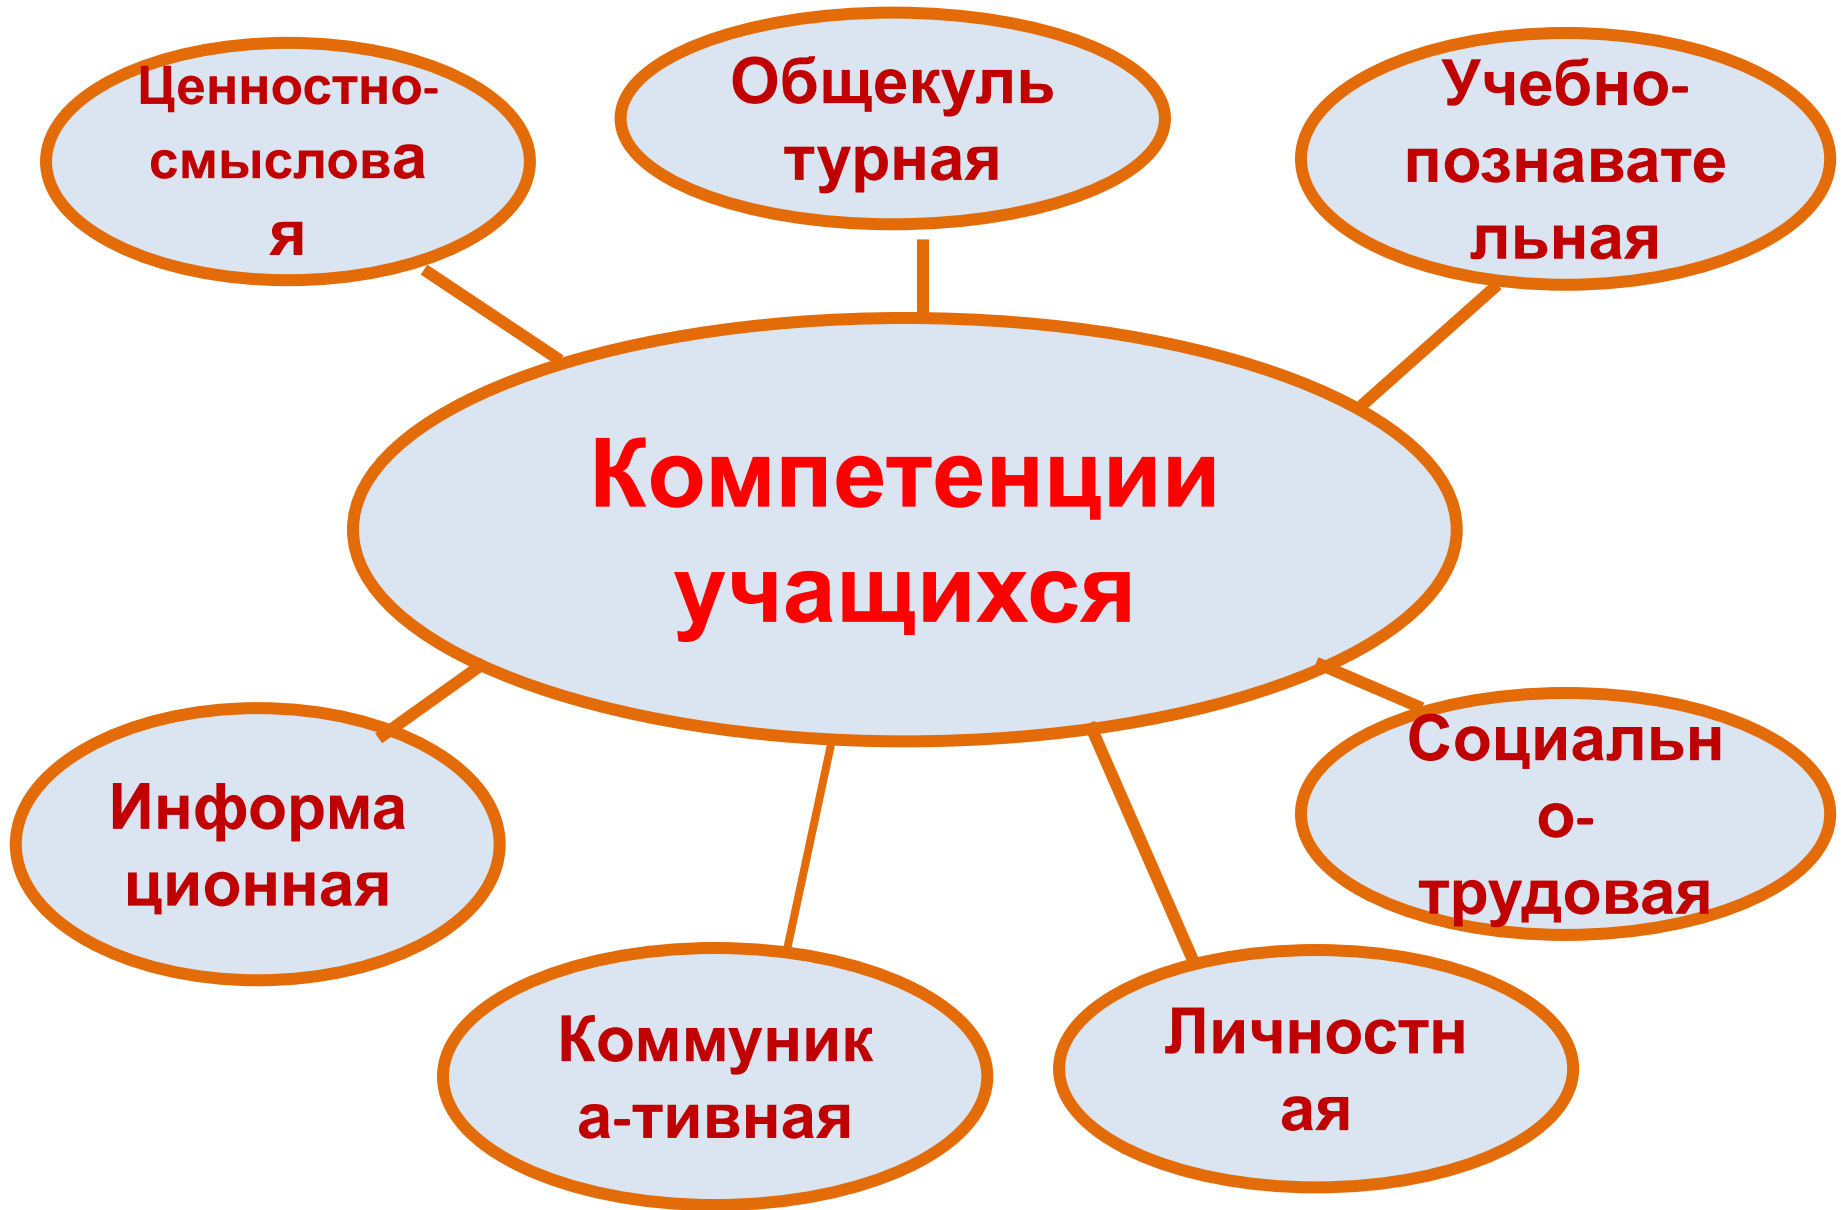 Ценностно-
смыслова
я
Общекуль
турная
Учебно-
познавате
льная
Компетенции
учащихся
Информа
ционная
Коммуник
а-тивная
Личностн
ая
Социальн
о-
трудовая